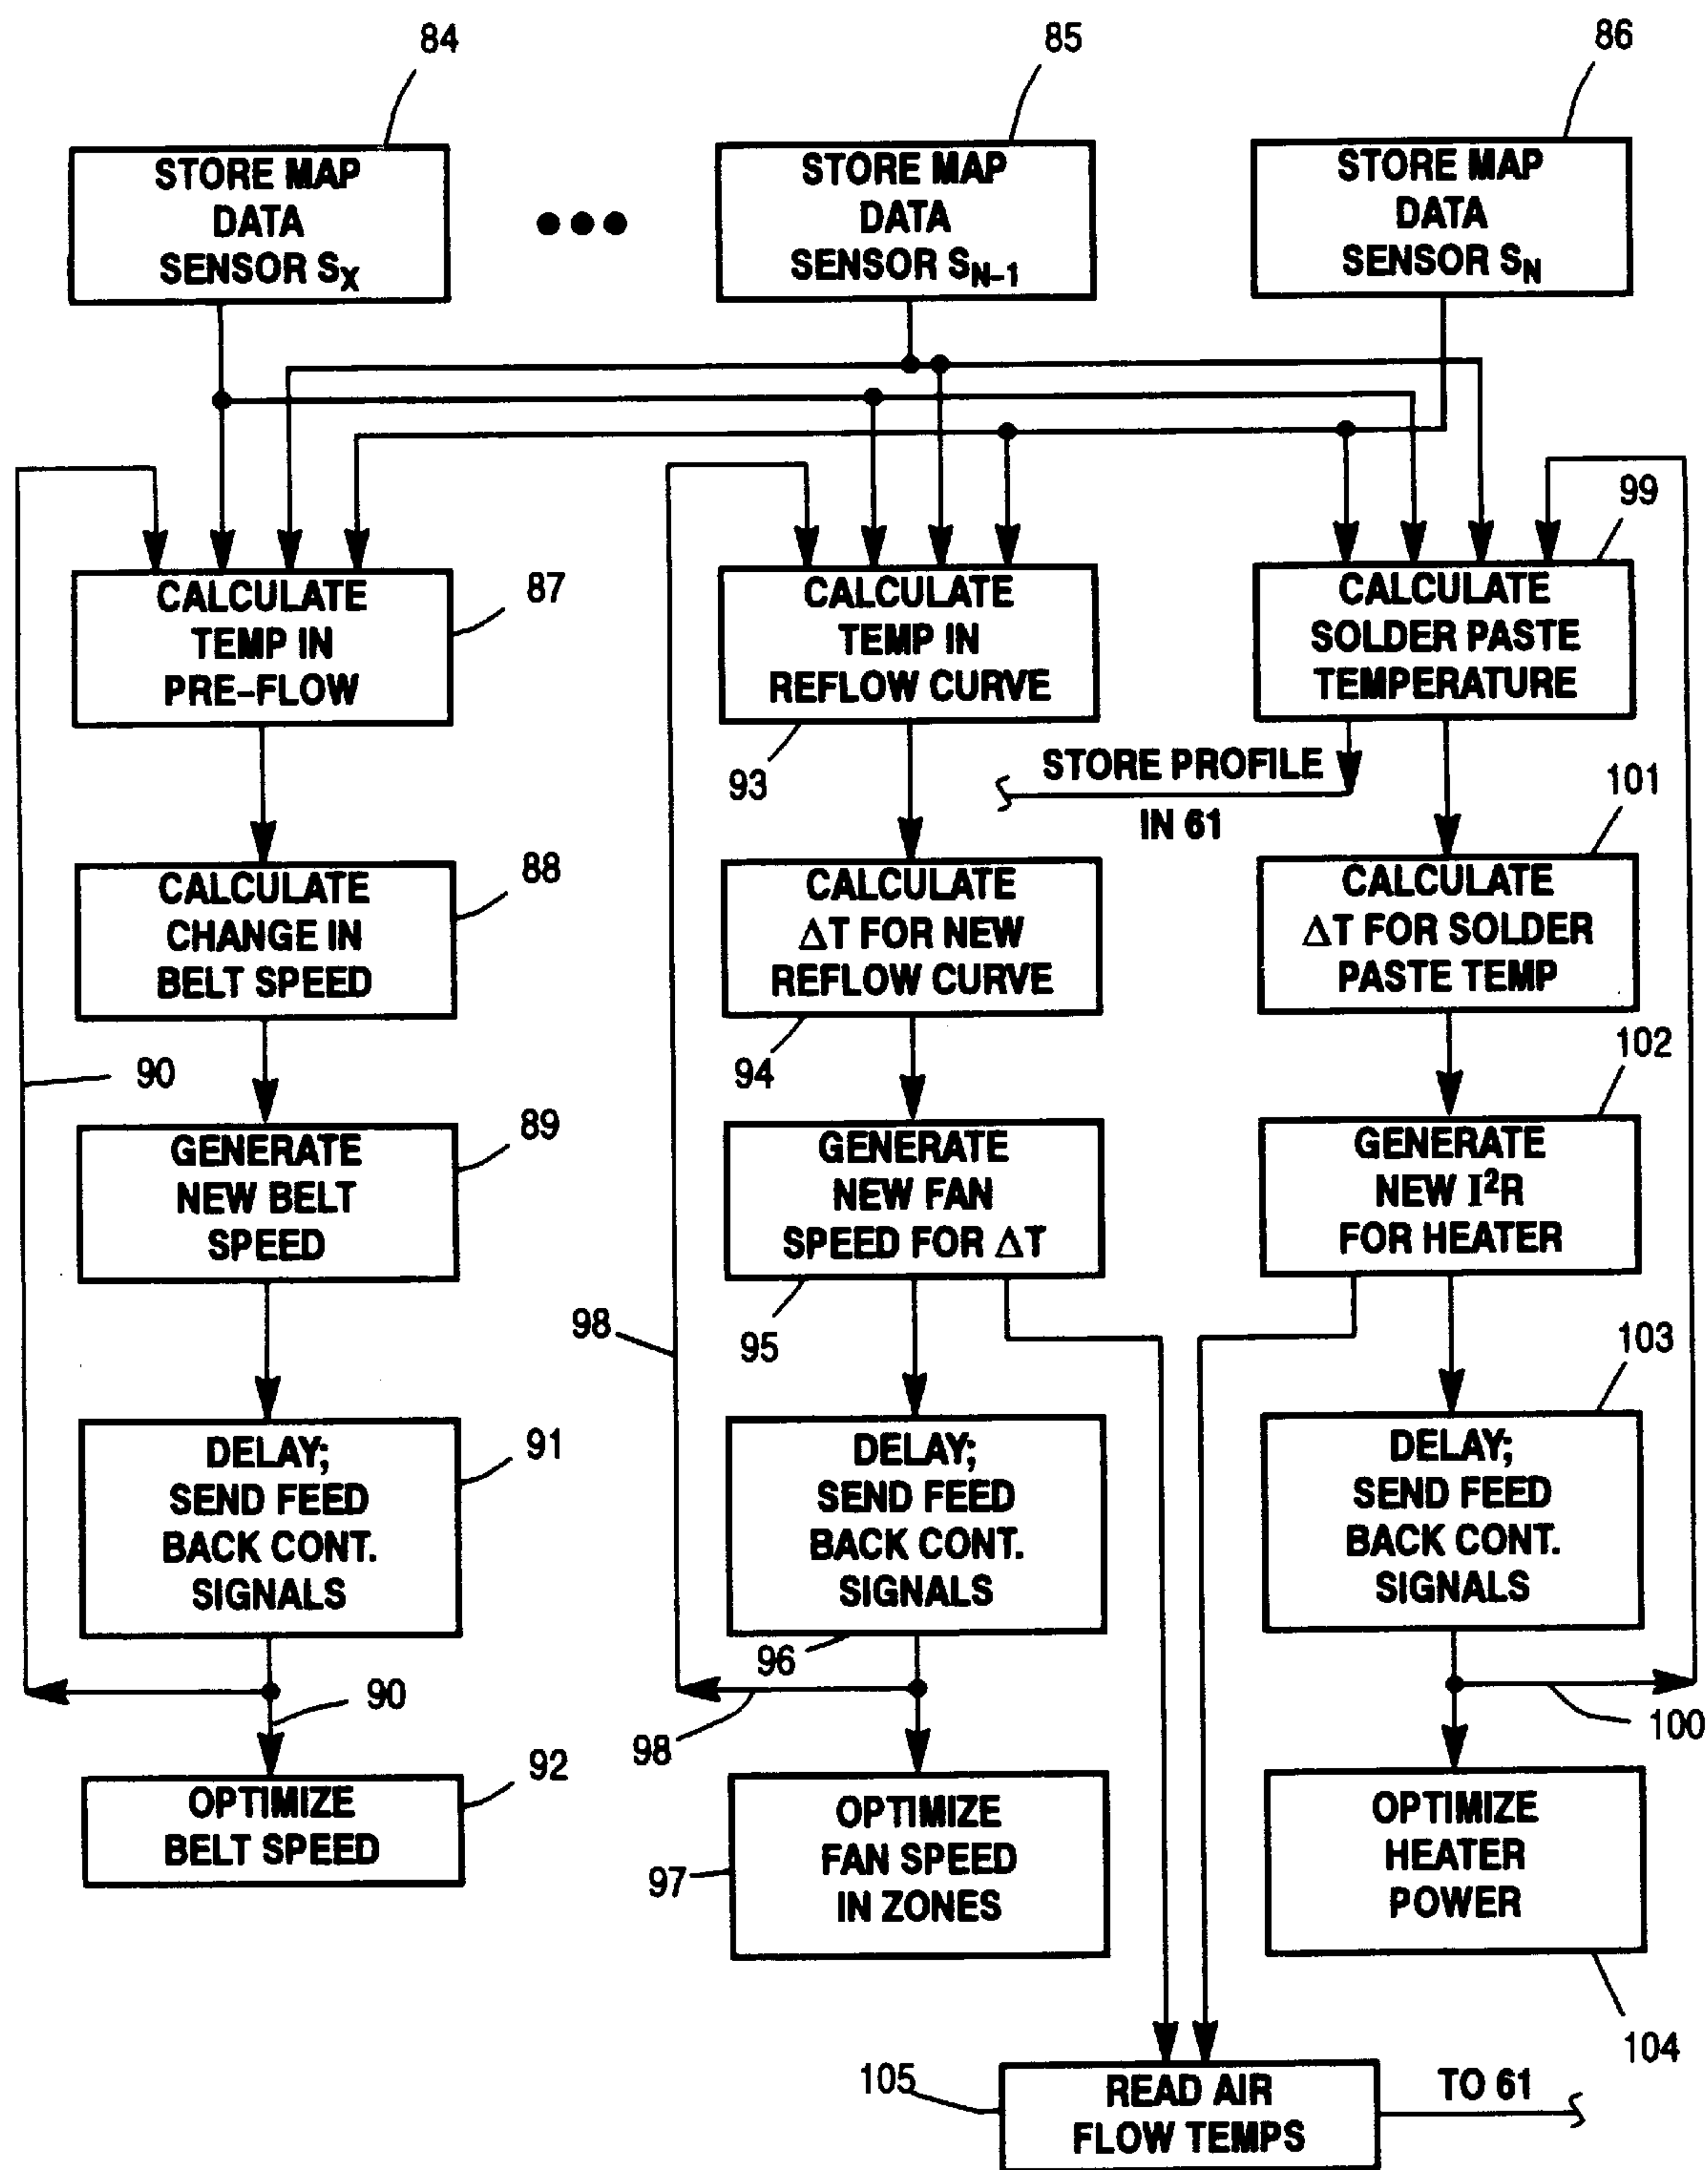 84
85
86
STORE MAP
DATA
SENSOR SX
STORE MAP
DATA
SENSOR SN-1
STORE MAP
DATA
SENSOR SN
99
CALCULATE
TEMP IN
PRE-FLOW
87
CALCULATE
TEMP IN
REFLOW CURVE
93
CALCULATE
SOLDER PASTE
TEMPERATURE
STORE PROFILE
IN 61
101
CALCULATE
CHANGE IN
BELT SPEED
88
CALCULATE
ΔT FOR NEW
REFLOW CURVE
94
CALCULATE
ΔT FOR SOLDER
PASTE TEMP
102
90
GENERATE
NEW BELT
SPEED
89
GENERATE
NEW FAN
SPEED FOR ΔT
95
GENERATE
NEW I²R
FOR HEATER
98
103
DELAY;
SEND FEED
BACK CONT.
SIGNALS
91
DELAY;
SEND FEED
BACK CONT.
SIGNALS
96
DELAY;
SEND FEED
BACK CONT.
SIGNALS
90
98
100
OPTIMIZE
BELT SPEED
92
OPTIMIZE
FAN SPEED
IN ZONES
97
OPTIMIZE
HEATER
POWER
104
105
READ AIR
FLOW TEMPS
TO 61